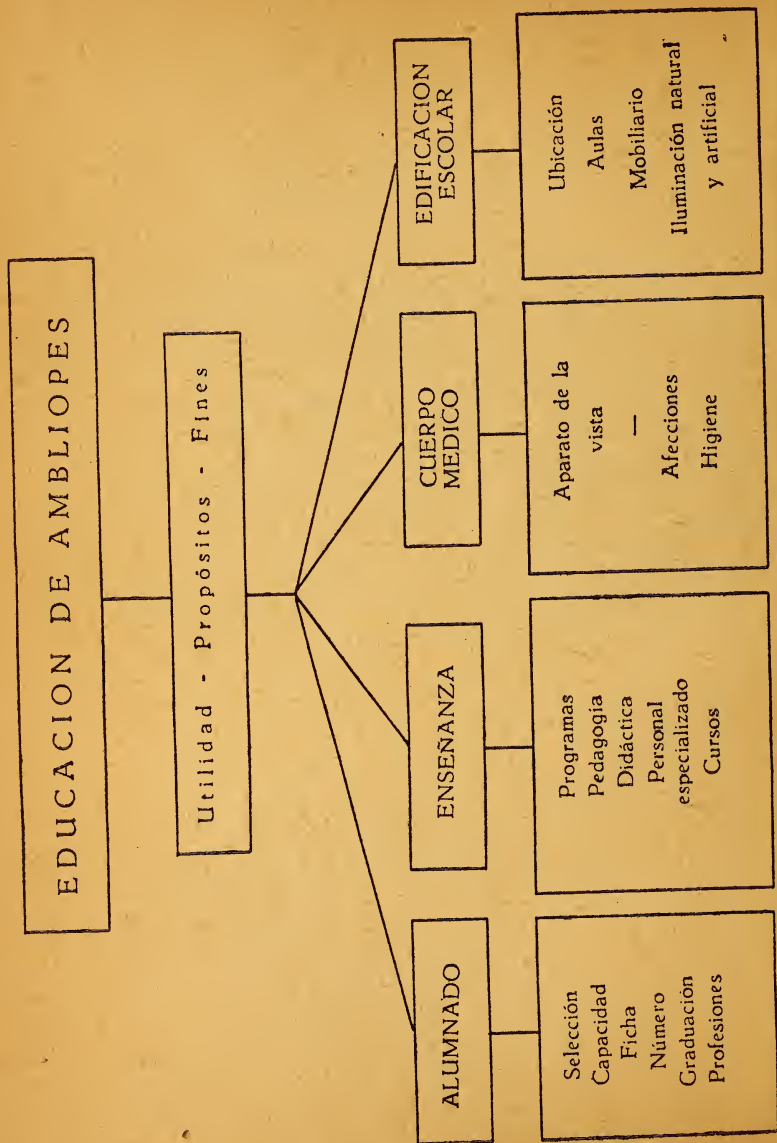 EDUCACION DE AMBLIOPES
Utilidad - Propósitos - Fines
ALUMNADO
Selección
Capacidad
Ficha
Número
Graduación
Profesiones
ENSEÑANZA
Programas
Pedagogia
Didáctica
Personal
especializado
Cursos
CUERPO
MEDICO
Aparato de la
vista
—
Afecciones
Higiene
EDIFICACION
ESCOLAR
Ubicación
Aulas
Mobiliario
Iluminación natural
y artificial